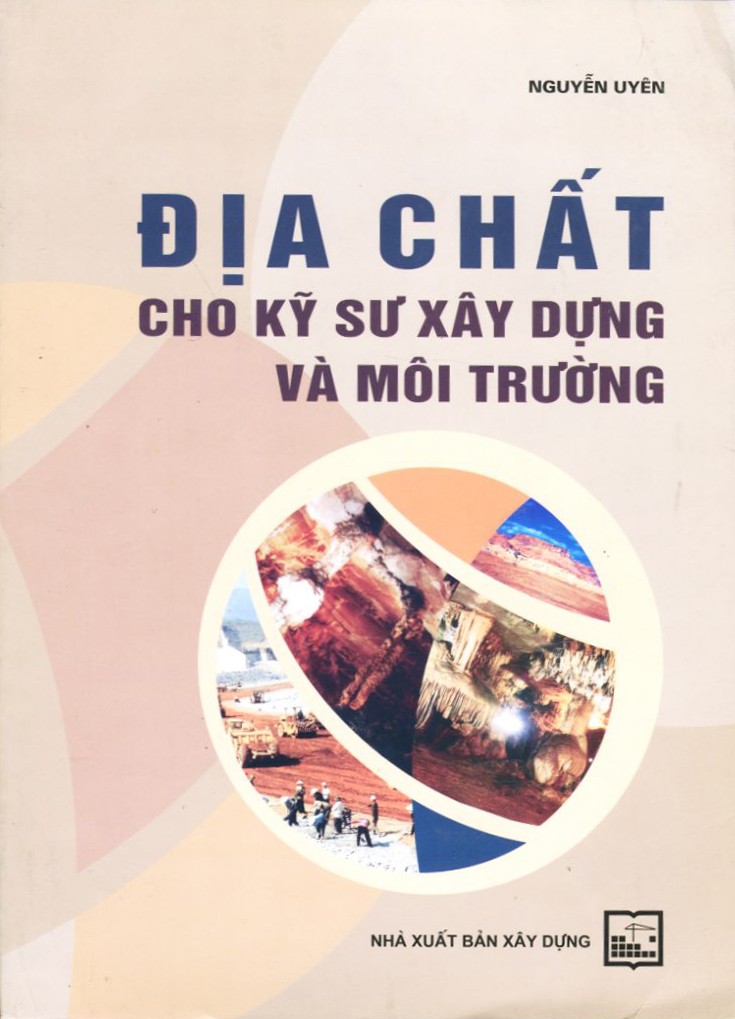 NGUYỄN UYÊN
ĐỊA CHẤT
CHO KỸ SƯ XÂY DỰNG
VÀ MÔI TRƯỜNG
NHÀ XUẤT BẢN XÂY DỰNG